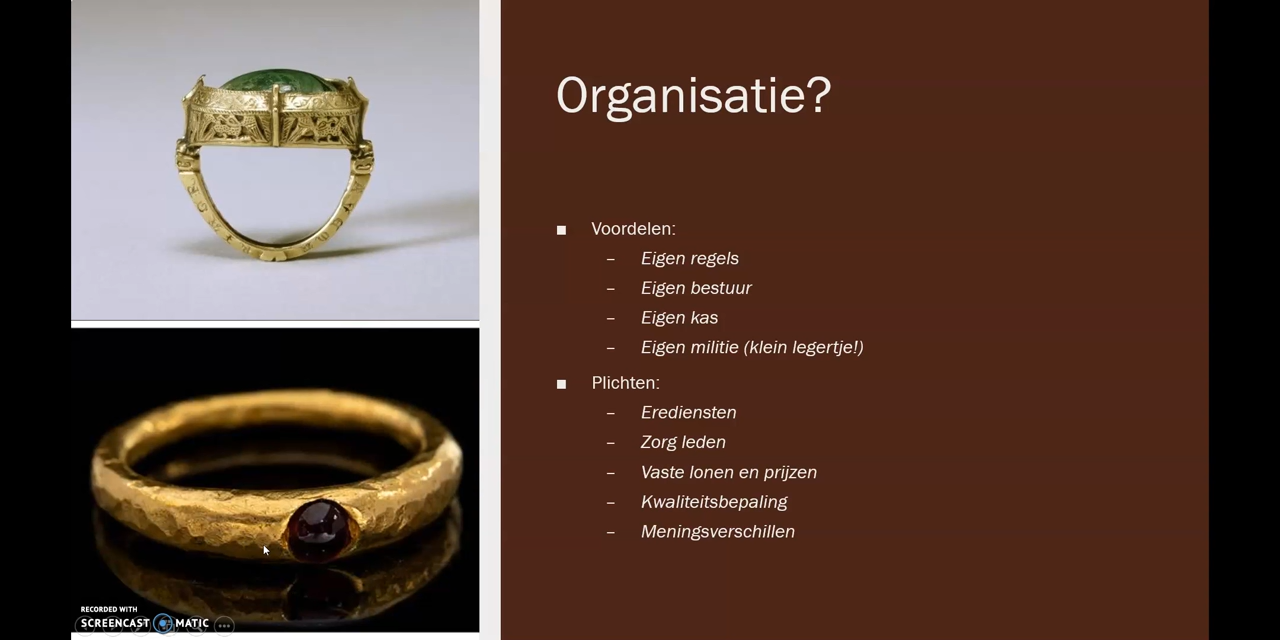 Organisatie?
■ Voordelen:
– Eigen regels
– Eigen bestuur
– Eigen kas
– Eigen militie (klein legertje!)
■ Plichten:
– Erediensten
– Zorg leden
– Vaste lonen en prijzen
– Kwaliteitsbepaling
– Meningsverschillen
RECORDED WITH
SCREENCAST MATIC